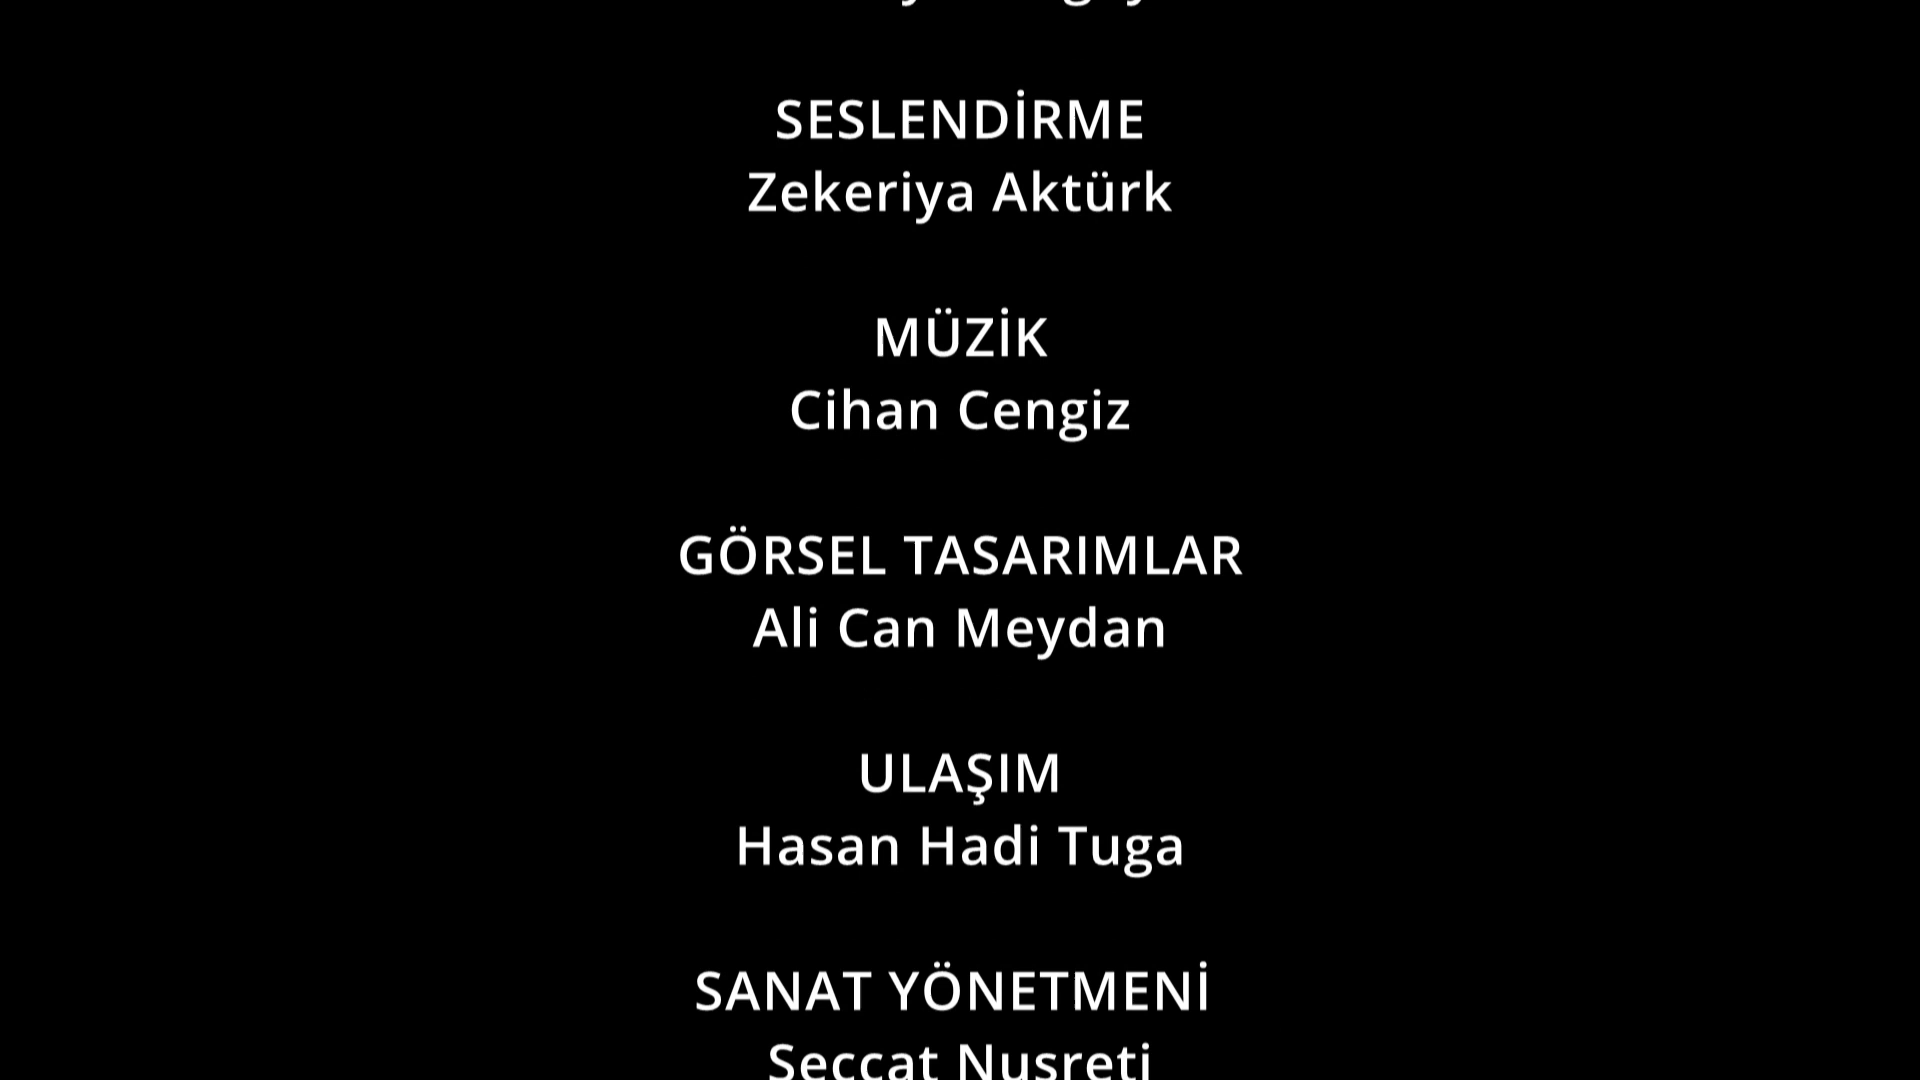 SESLENDİRME
Zekeriya Aktürk
MÜZİK
Cihan Cengiz
GÖRSEL TASARIMLAR
Ali Can Meydan
ULAŞIM
Hasan Hadi Tuga
SANAT YÖNETMENİ
Seccat Nusreti